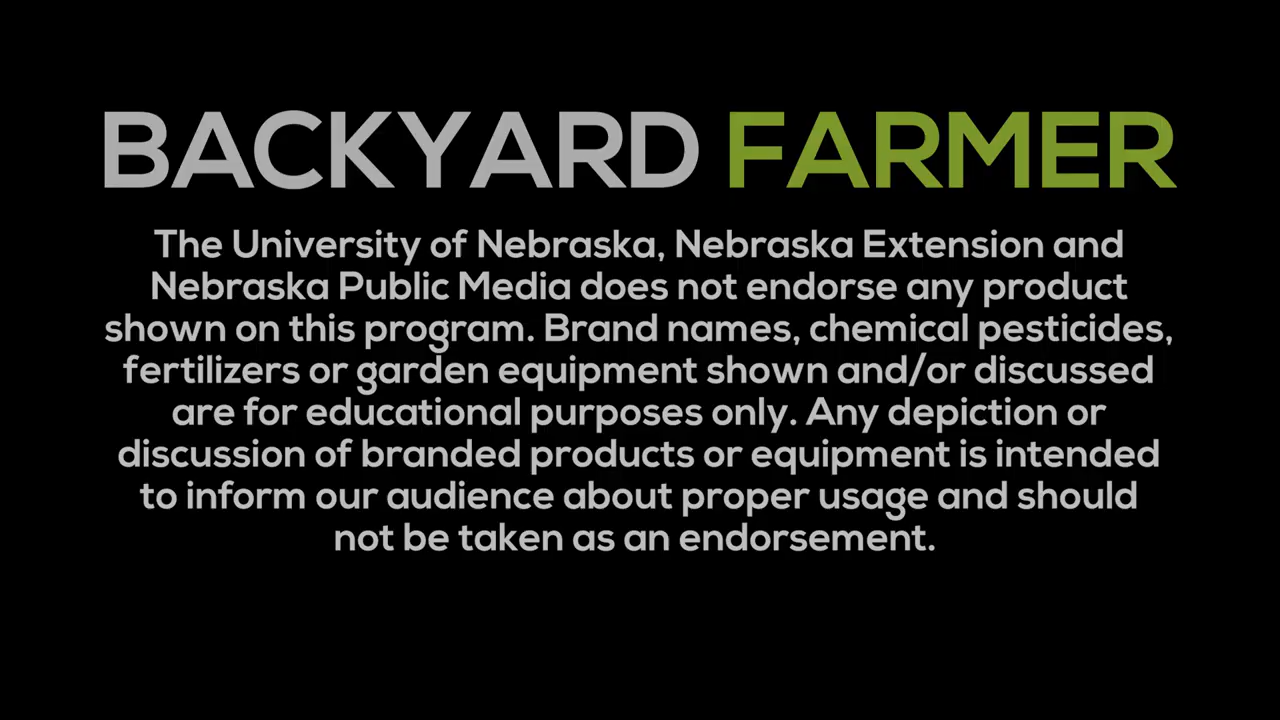 BACKYARD FARMER
The University of Nebraska, Nebraska Extension and
Nebraska Public Media does not endorse any product
shown on this program. Brand names, chemical pesticides,
fertilizers or garden equipment shown and/or discussed
are for educational purposes only. Any depiction or
discussion of branded products or equipment is intended
to inform our audience about proper usage and should
not be taken as an endorsement.